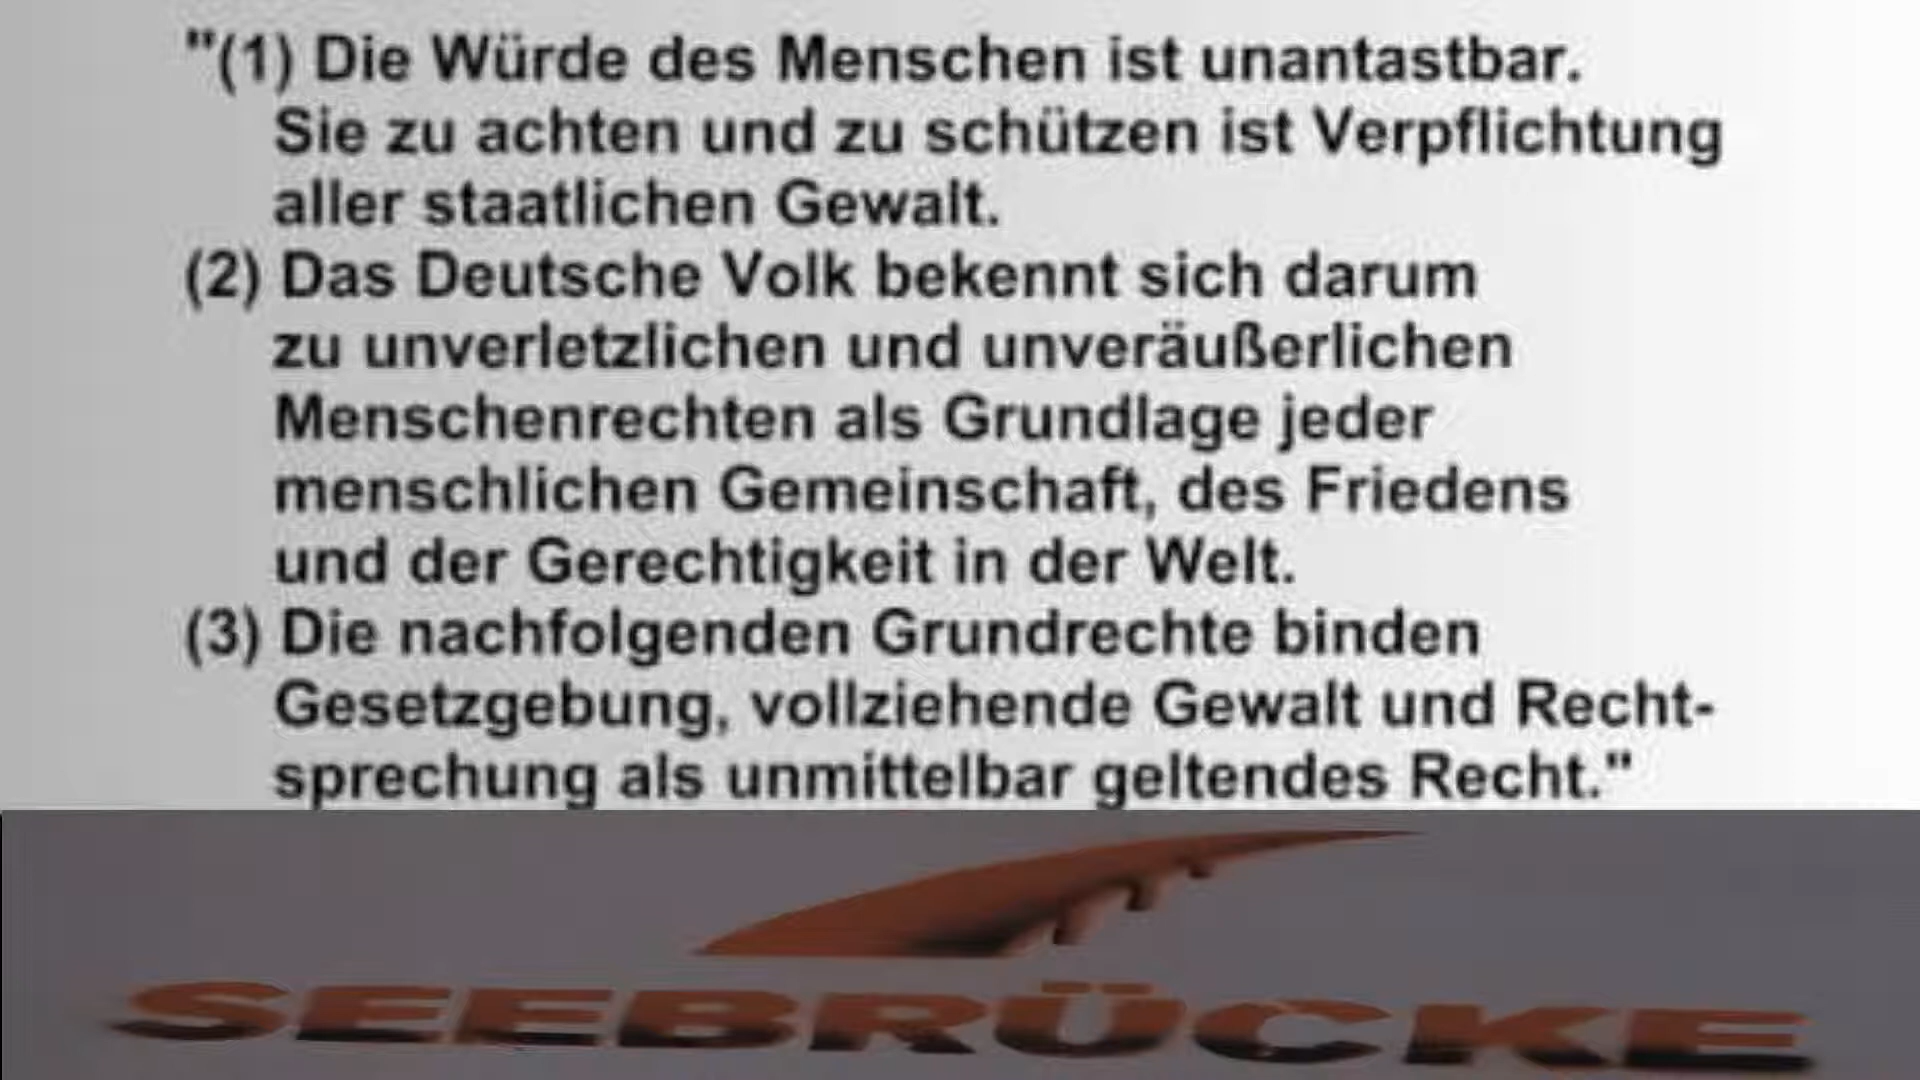 "(1) Die Würde des Menschen ist unantastbar.
Sie zu achten und zu schützen ist Verpflichtung
aller staatlichen Gewalt.
(2) Das Deutsche Volk bekennt sich darum
zu unverletzlichen und unveräußerlichen
Menschenrechten als Grundlage jeder
menschlichen Gemeinschaft, des Friedens
und der Gerechtigkeit in der Welt.
(3) Die nachfolgenden Grundrechte binden
Gesetzgebung, vollziehende Gewalt und Recht-
sprechung als unmittelbar geltendes Recht."
SEEBRÜCKE